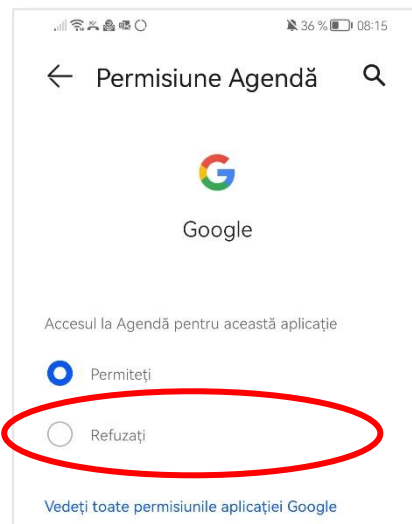 36 % 08:15
Permisiune Agendă
Google
Accesul la Agendă pentru această aplicație
Permiteți
Refuzați
Vedeți toate permisiunile aplicației Google